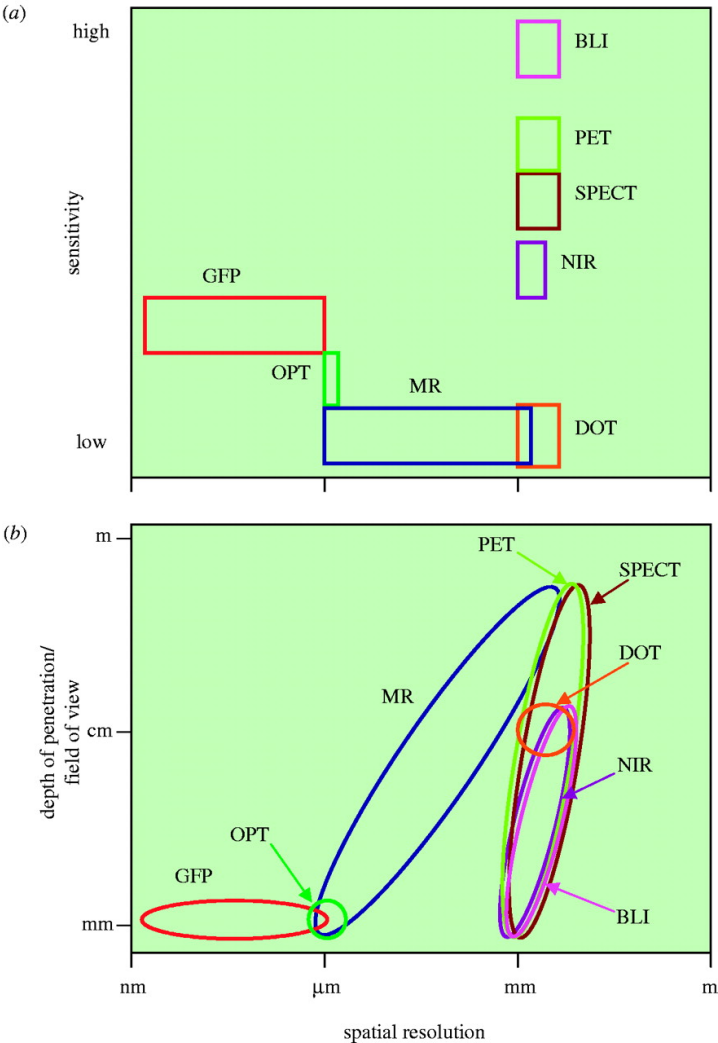 (a)
high
BLI
PET
SPECT
sensitivity
NIR
GFP
OPT
MR
low
DOT
(b)
m
PET
SPECT
DOT
MR
depth of penetration/
field of view
cm
NIR
OPT
GFP
mm
BLI
nm
μm
mm
m
spatial resolution